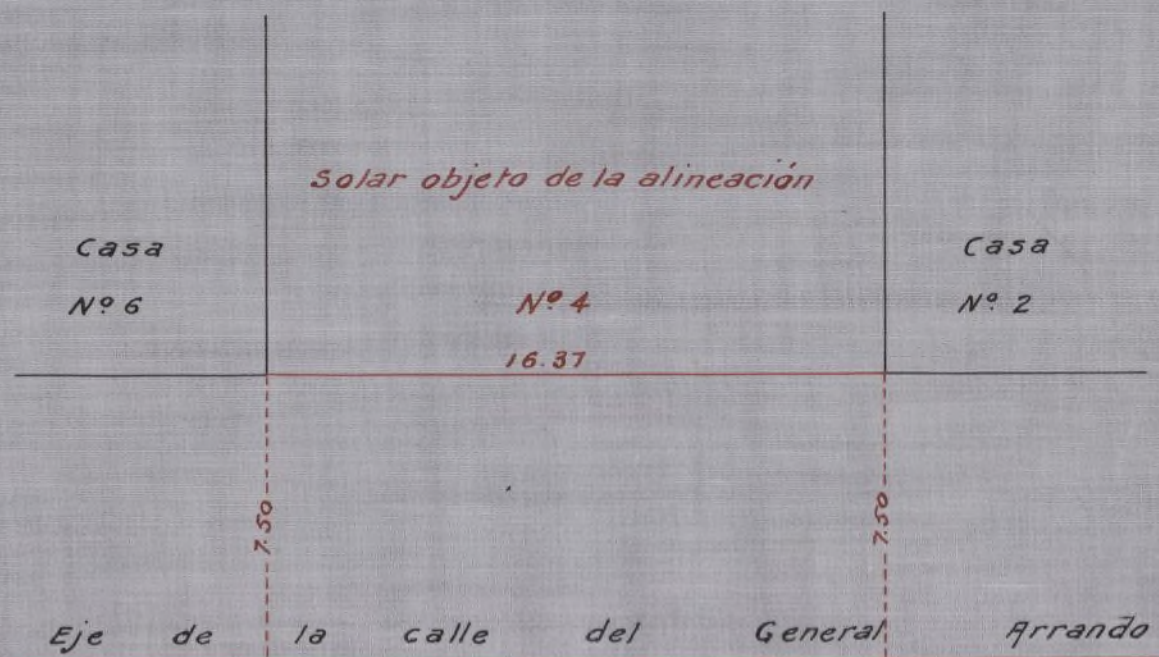 Solar objeto de la alineación
Casa
Nº 6
Nº 4
Casa
Nº 2
16.37
7.50
7.50
Eje de la calle del General Arrando